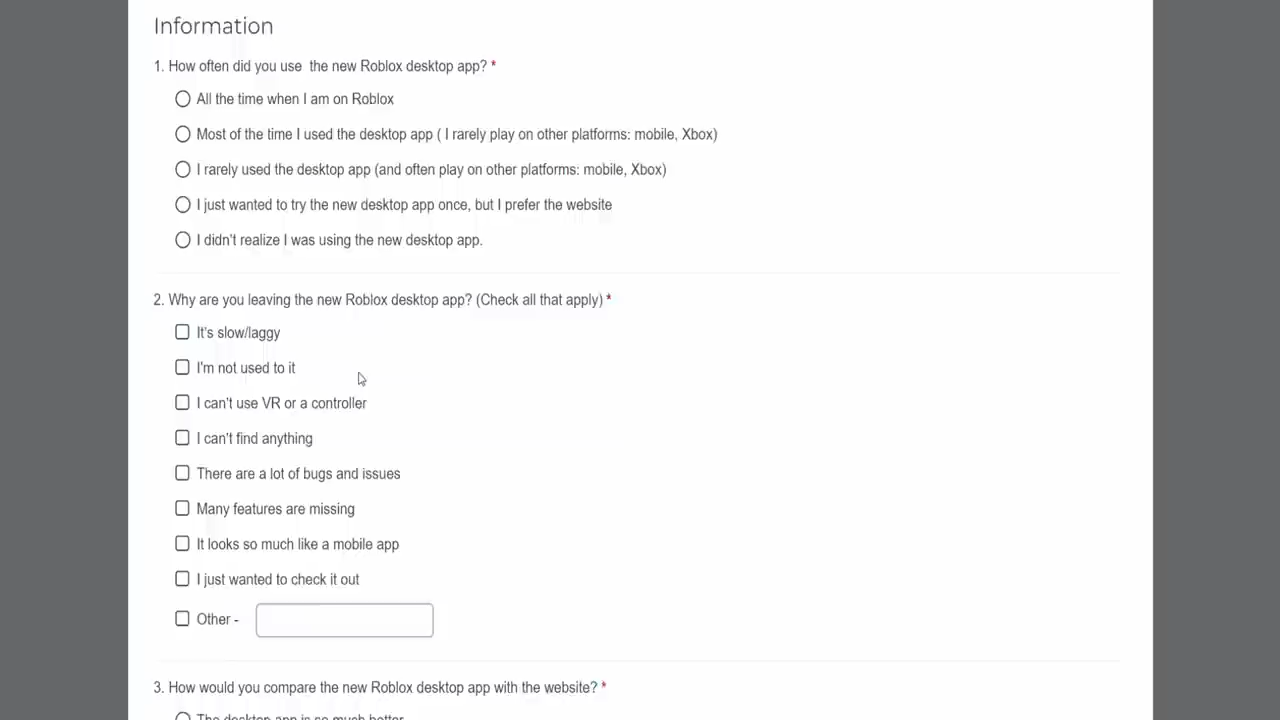 Information
1. How often did you use the new Roblox desktop app? *
All the time when I am on Roblox
Most of the time I used the desktop app ( I rarely play on other platforms: mobile, Xbox)
I rarely used the desktop app (and often play on other platforms: mobile, Xbox)
I just wanted to try the new desktop app once, but I prefer the website
I didn't realize I was using the new desktop app.
2. Why are you leaving the new Roblox desktop app? (Check all that apply) *
It's slow/laggy
I'm not used to it
I can't use VR or a controller
I can't find anything
There are a lot of bugs and issues
Many features are missing
It looks so much like a mobile app
I just wanted to check it out
Other -
3. How would you compare the new Roblox desktop app with the website? *
The desktop app is so much better